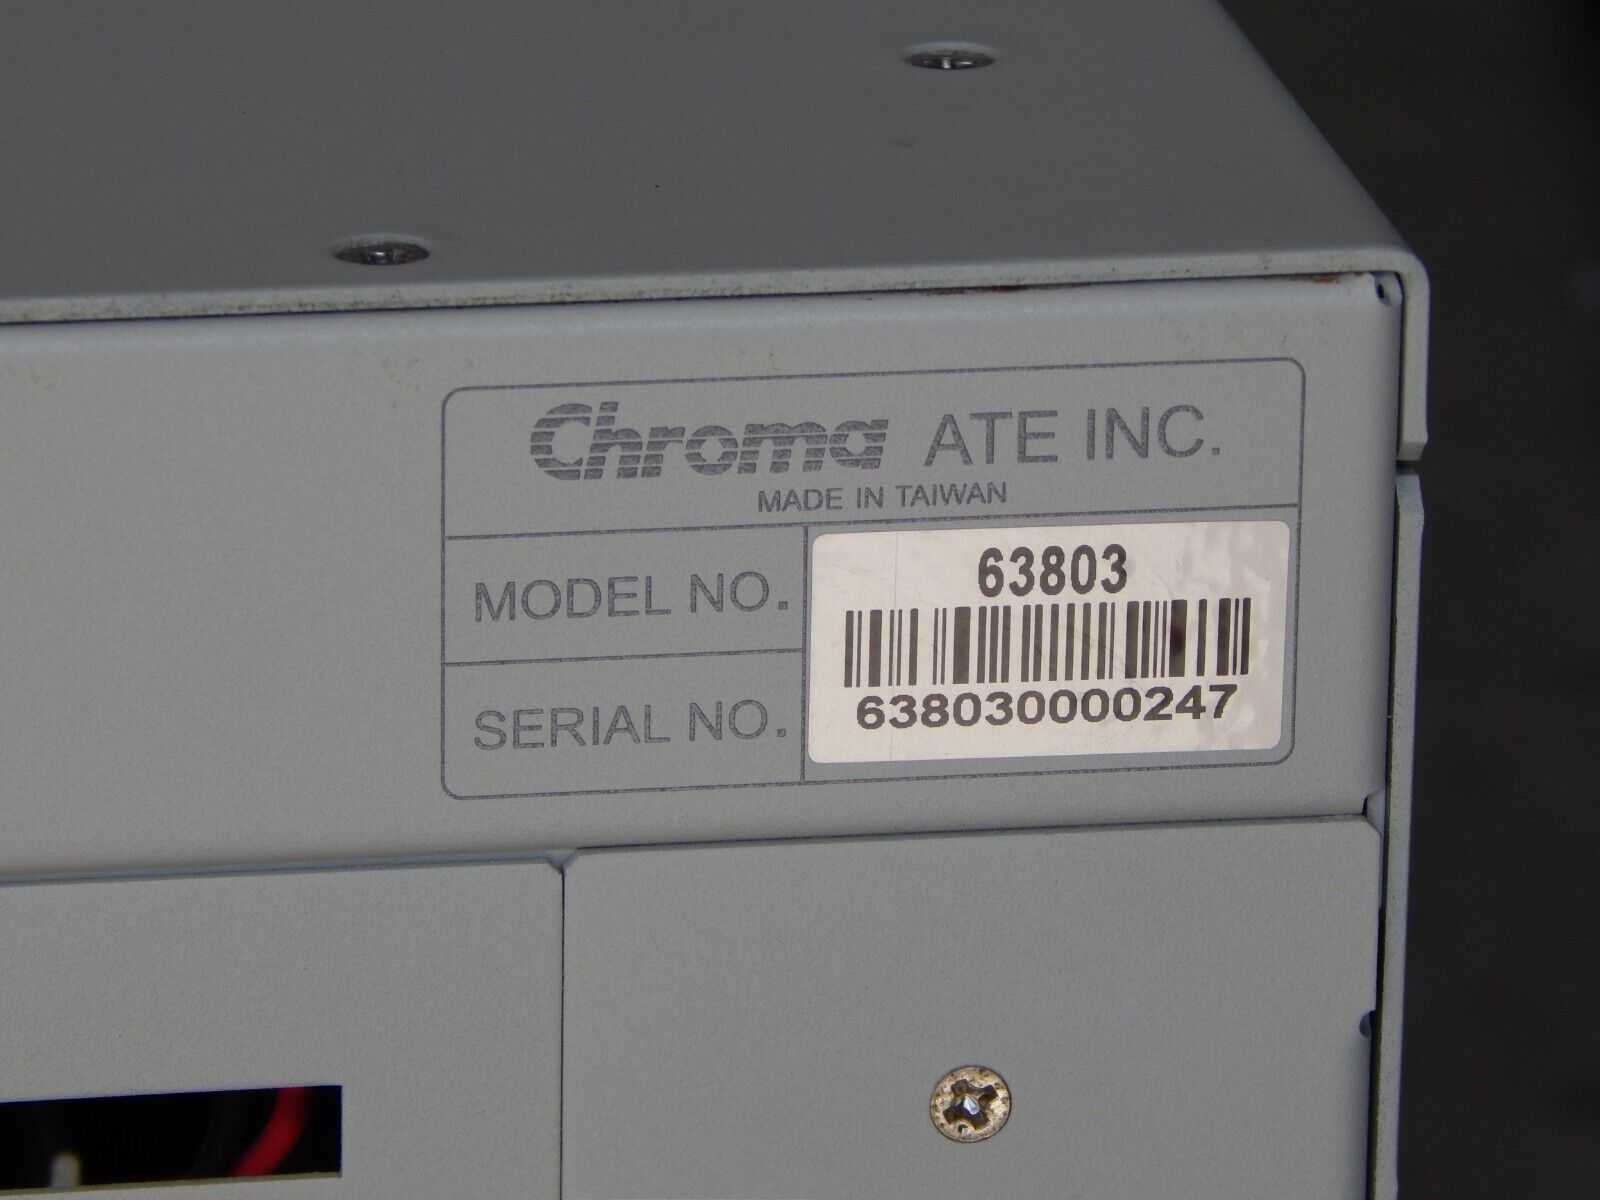 Chroma ATE INC.
MADE IN TAIWAN
MODEL NO.
63803
SERIAL NO.
638030000247